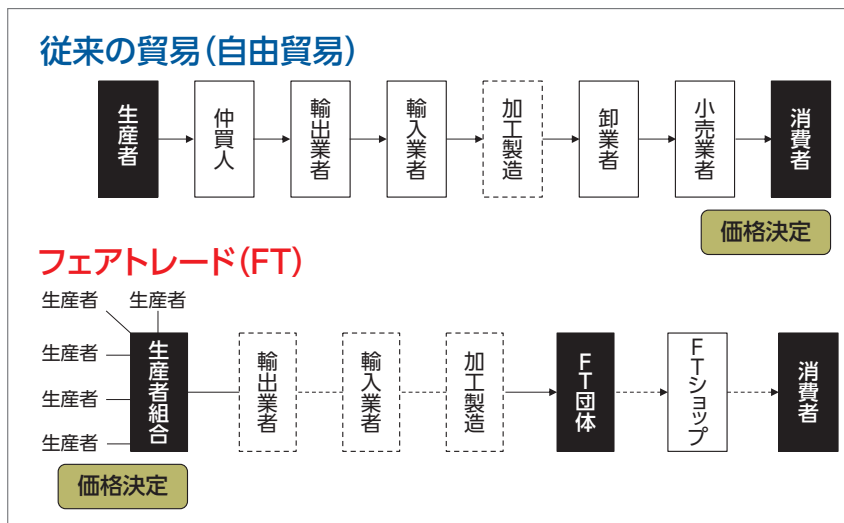 従来の貿易(自由貿易)
生産者
仲買人
輸出業者
輸入業者
加工製造
卸業者
小売業者
消費者
価格決定
フェアトレード(FT)
生産者
生産者
生産者
生産者
生産者
生産者組合
輸出業者
輸入業者
加工製造
FT団体
FTショップ
消費者
価格決定